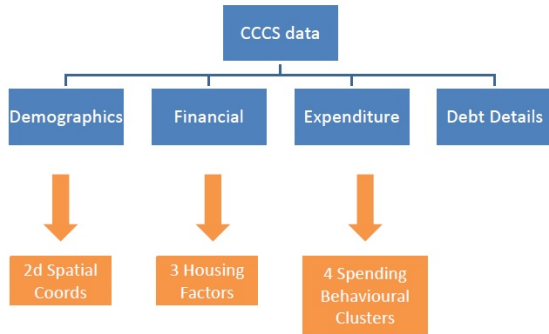 CCCS data
Demographics
Financial
Expenditure
Debt Details
2d Spatial
Coords
3 Housing
Factors
4 Spending
Behavioural
Clusters